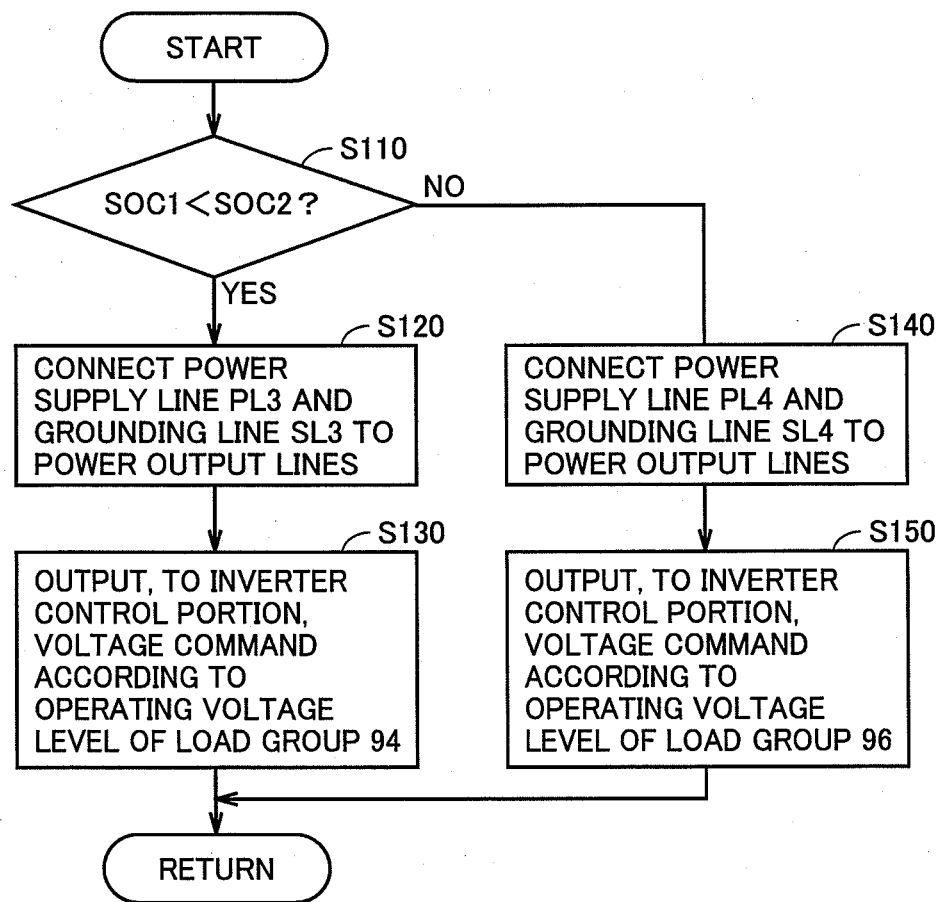 START
S110
SOC1<SOC2?
NO
YES
S120
CONNECT POWER
SUPPLY LINE PL3 AND
GROUNDING LINE SL3 TO
POWER OUTPUT LINES
S130
OUTPUT, TO INVERTER
CONTROL PORTION,
VOLTAGE COMMAND
ACCORDING TO
OPERATING VOLTAGE
LEVEL OF LOAD GROUP 94
S140
CONNECT POWER
SUPPLY LINE PL4 AND
GROUNDING LINE SL4 TO
POWER OUTPUT LINES
S150
OUTPUT, TO INVERTER
CONTROL PORTION,
VOLTAGE COMMAND
ACCORDING TO
OPERATING VOLTAGE
LEVEL OF LOAD GROUP 96
RETURN